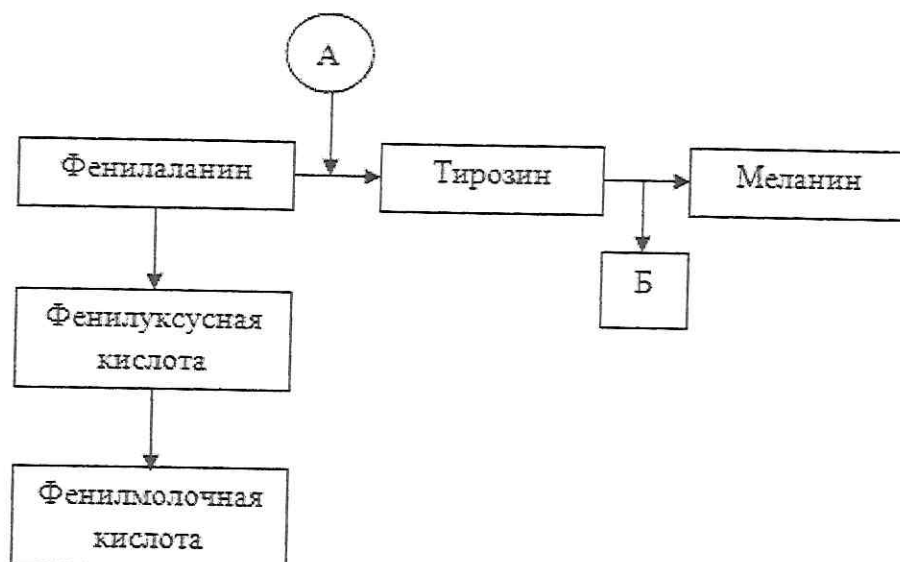 А
Фенилаланин
Тирозин
Меланин
Б
Фенилуксусная
кислота
Фенилмолочная
кислота